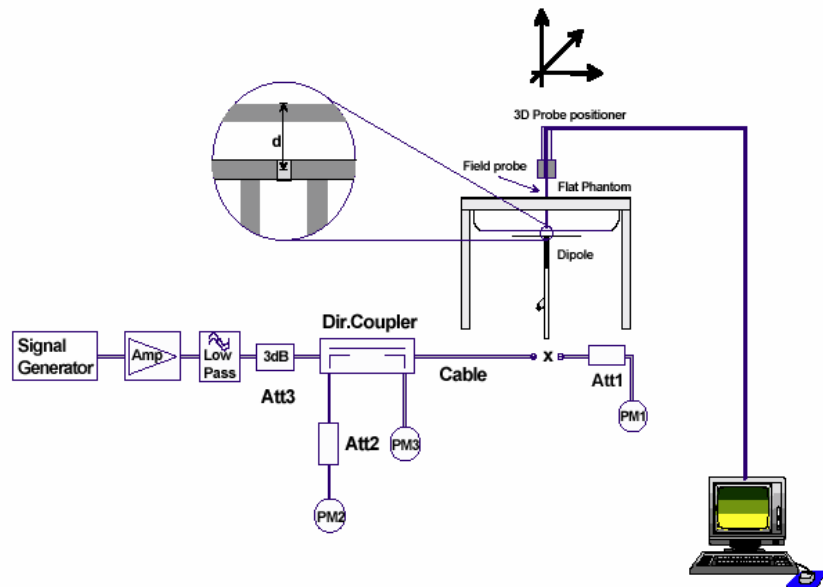 3D Probe positioner
d
Field probe
Flat Phantom
Dipole
Dir.Coupler
Signal
Generator
Amp
Low
Pass
3dB
Cable
x
Att1
Att3
PM1
Att2
PM3
PM2